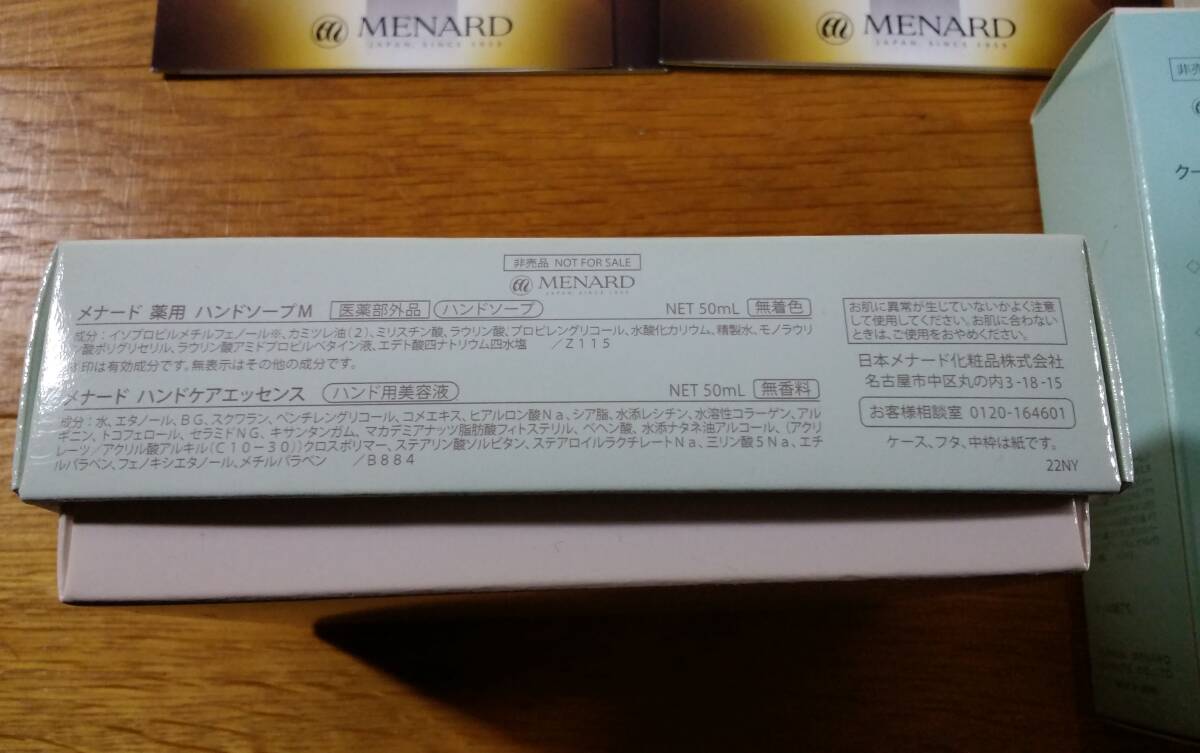 MENARD
JAPAN, SINCE 1959
MENARD
JAPAN, SINCE 1959
非売
クー
非売品 NOT FOR SALE
MENARD
JAPAN, SINCE 1959
メナード 薬用 ハンドソープM 医薬部外品 ハンドソープ NET 50mL 無着色
成分:イソプロピルメチルフェノール※、カミツレ油(2)、ミリスチン酸、ラウリン酸、プロピレングリコール、水酸化カリウム、精製水、モノラウリ
ン酸ポリグリセリル、ラウリン酸アミドプロピルベタイン液、エデト酸四ナトリウム四水塩 /Z115
※印は有効成分です。無表示はその他の成分です。
メナード ハンドケアエッセンス ハンド用美容液 NET 50mL 無香料
成分:水、エタノール、BG、スクワラン、ペンチレングリコール、コメエキス、ヒアルロン酸Na、シア脂、水添レシチン、水溶性コラーゲン、アル
ギニン、トコフェロール、セラミドNG、キサンタンガム、マカデミアナッツ脂肪酸フィトステリル、ベヘン酸、水添ナタネ油アルコール、(アクリ
レーツ/アクリル酸アルキル(C10-30))クロスポリマー、ステアリン酸ソルビタン、ステアロイルラクチレートNa、三リン酸5Na、エチ
ルパラベン、フェノキシエタノール、メチルパラベン /B884
お肌に異常が生じていないかよく注意
して使用してください。お肌に合わない
ときは、ご使用をおやめください。
日本メナード化粧品株式会社
名古屋市中区丸の内3-18-15
お客様相談室 0120-164601
ケース、フタ、中枠は紙です。
22NY